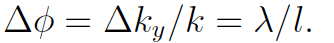 Δϕ = Δk_y/k = λ/l.